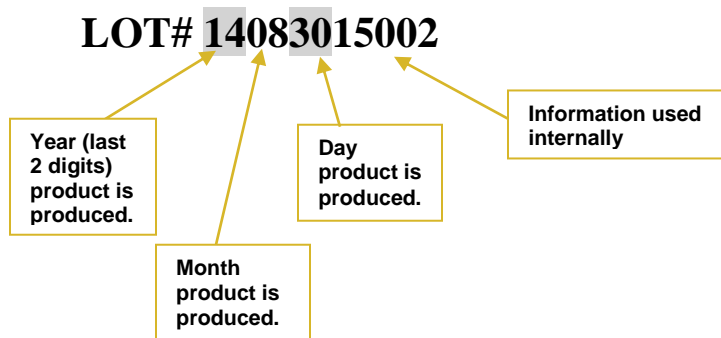 LOT# 14083015002
Year (last
2 digits)
product is
produced.
Month
product is
produced.
Day
product is
produced.
Information used
internally